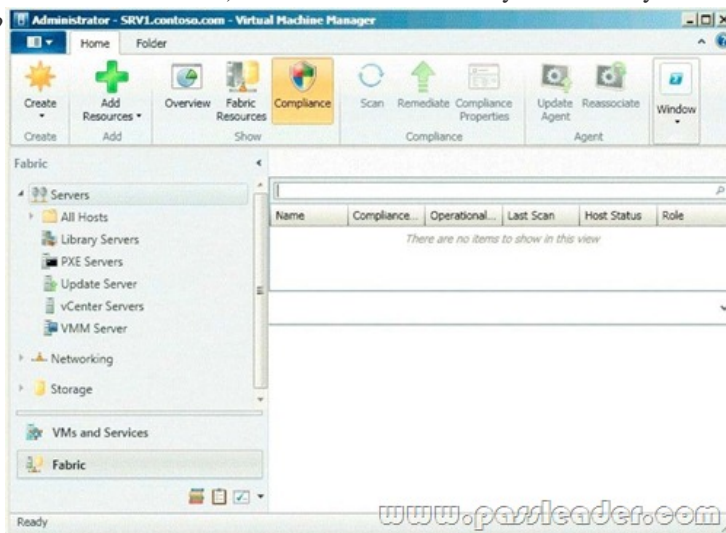 Administrator - SRV1.contoso.com - Virtual Machine Manager
Home Folder
Create
Add Resources
Overview
Fabric Resources
Compliance
Scan
Remediate
Compliance Properties
Update Agent
Reassociate
Window
Create Add Show Compliance Agent
Fabric
Servers
All Hosts
Library Servers
PXE Servers
Update Server
vCenter Servers
VMM Server
Networking
Storage
VMs and Services
Fabric
Name Compliance... Operational... Last Scan Host Status Role
There are no items to show in this view
Ready
www.passleader.com